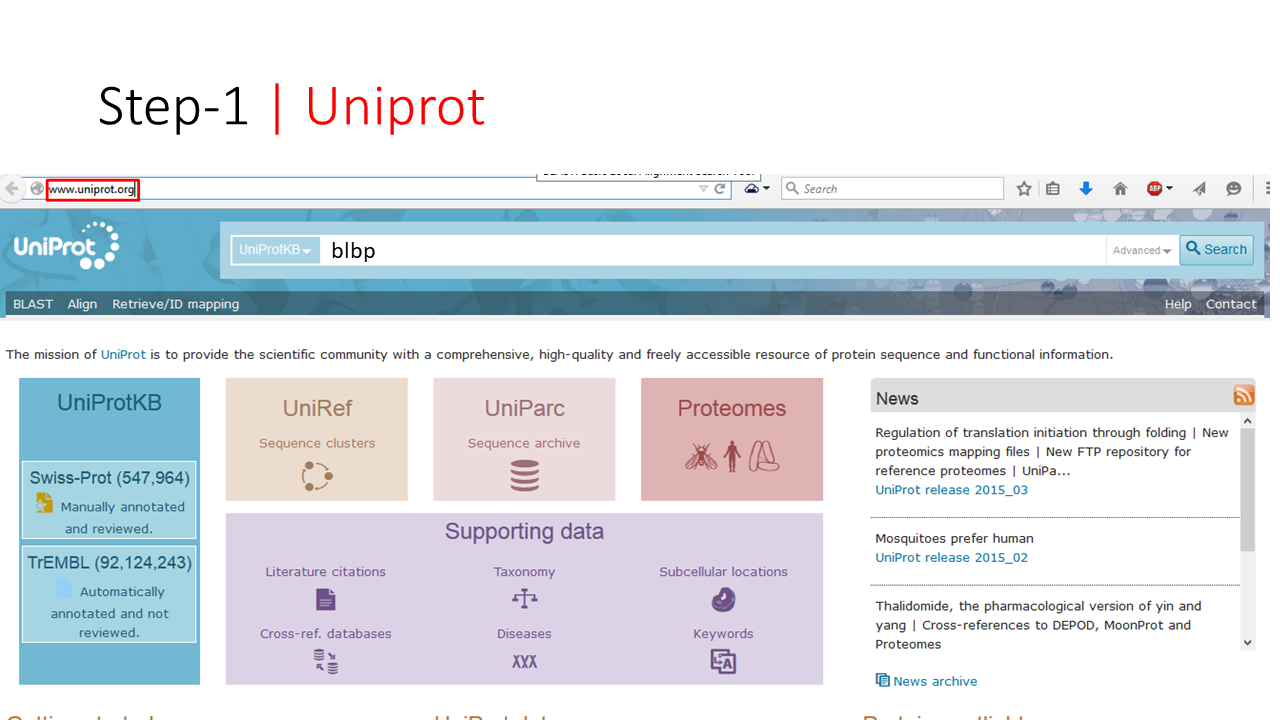 Step-1 | Uniprot
www.uniprot.org
Search
ABP
UniProt
UniProtKB
blbp
Advanced
Search
BLAST Align Retrieve/ID mapping
Help Contact
The mission of UniProt is to provide the scientific community with a comprehensive, high-quality and freely accessible resource of protein sequence and functional information.
UniProtKB
Swiss-Prot (547,964)
Manually annotated
and reviewed.
TrEMBL (92,124,243)
Automatically
annotated and not
reviewed.
UniRef
Sequence clusters
UniParc
Sequence archive
Proteomes
Supporting data
Literature citations
Taxonomy
Subcellular locations
Cross-ref. databases
Diseases
Keywords
News
Regulation of translation initiation through folding | New
proteomics mapping files | New FTP repository for
reference proteomes | UniPa...
UniProt release 2015_03
Mosquitoes prefer human
UniProt release 2015_02
Thalidomide, the pharmacological version of yin and
yang | Cross-references to DEPOD, MoonProt and
Proteomes
News archive